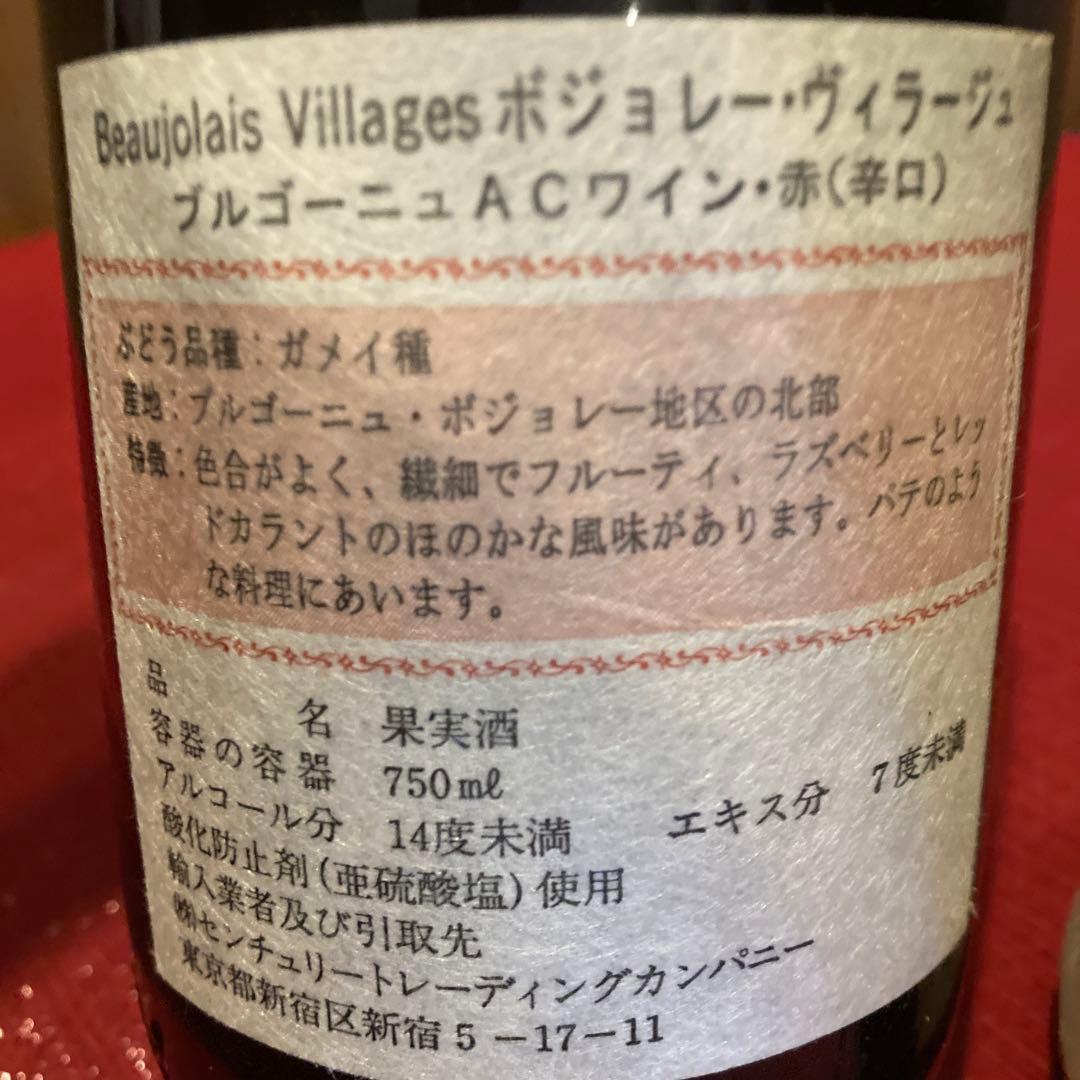 Beaujolais Villages ボジョレー・ヴィラージュ
ブルゴーニュACワイン・赤(辛口)
ぶどう品種：ガメイ種
産地：ブルゴーニュ・ボジョレー地区の北部
特徴：色合がよく、繊細でフルーティ、ラズベリーとレッ
ドカラントのほのかな風味があります。パテのよう
な料理にあいます。
品名 果実酒
容器の容器 750mℓ
アルコール分 14度未満 エキス分 7度未満
酸化防止剤(亜硫酸塩)使用
輸入業者及び引取先
㈱センチュリートレーディングカンパニー
東京都新宿区新宿5-17-11